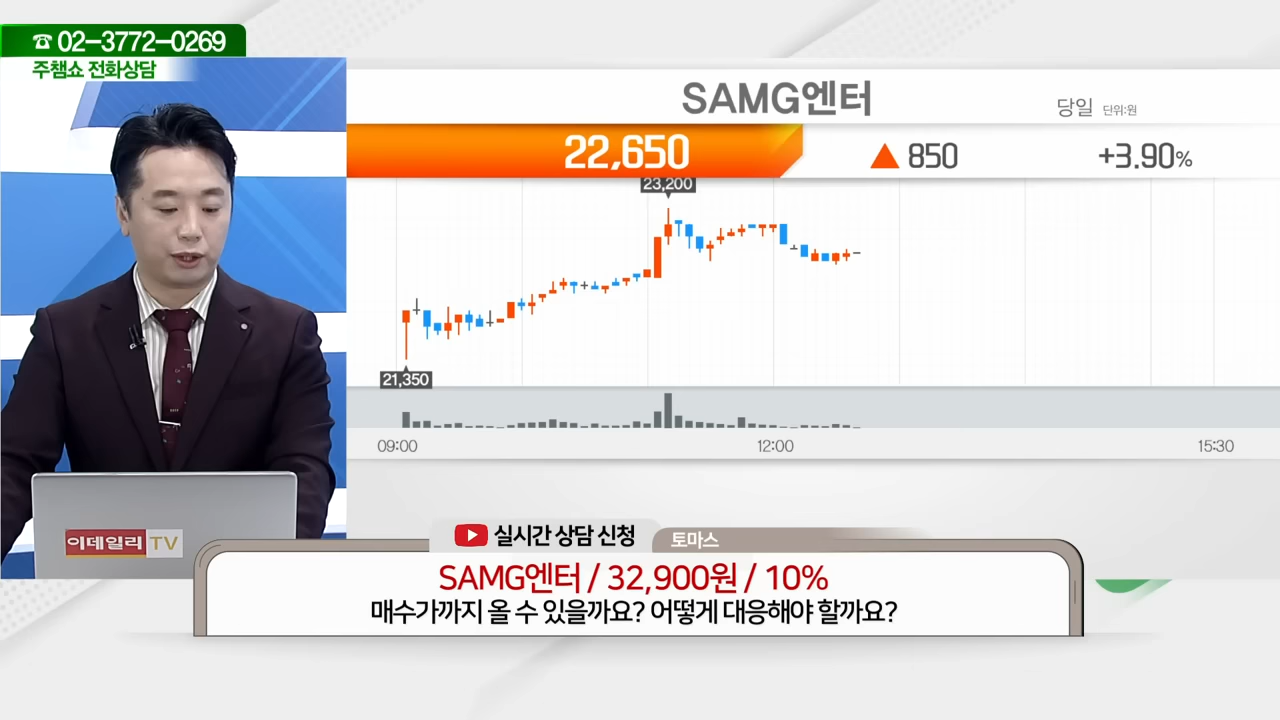 ☎ 02-3772-0269
주챔쇼 전화상담
SAMG엔터
당일 단위:원
22,650 ▲ 850 +3.90%
23,200
21,350
09:00 12:00 15:30
이데일리 TV
실시간 상담 신청 토마스
SAMG엔터 / 32,900원 / 10%
매수가까지 올 수 있을까요? 어떻게 대응해야 할까요?